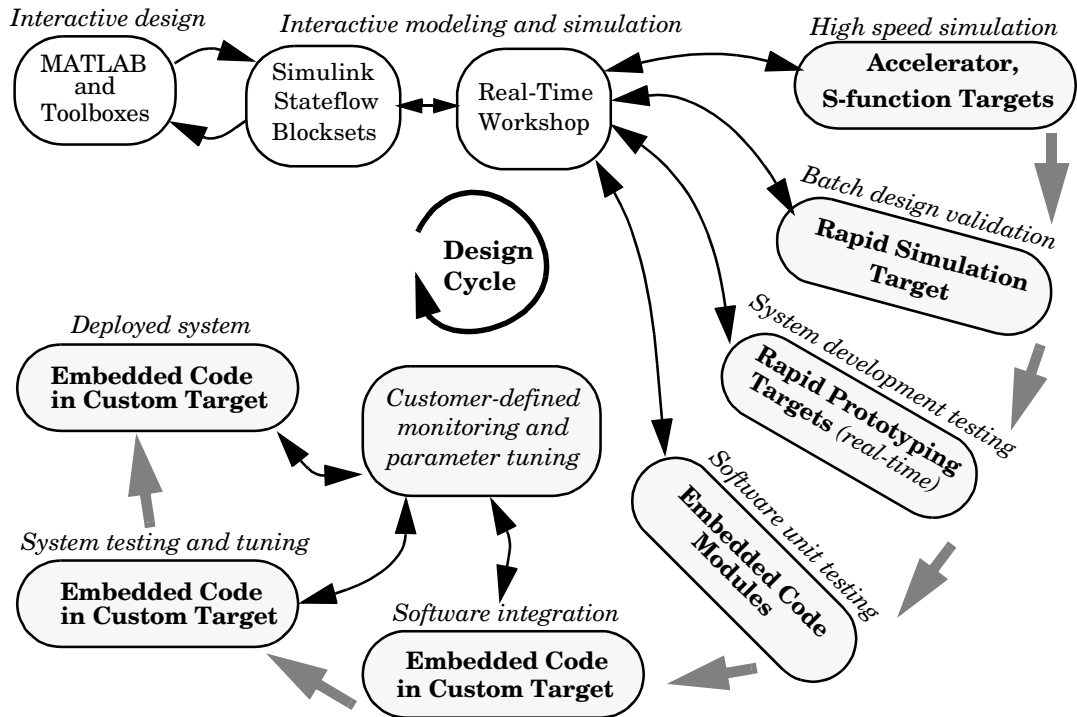 Interactive design
MATLAB
and
Toolboxes
Interactive modeling and simulation
Simulink
Stateflow
Blocksets
Real-Time
Workshop
High speed simulation
Accelerator,
S-function Targets
Batch design validation
Rapid Simulation
Target
System development testing
Rapid Prototyping
Targets (real-time)
Software unit testing
Embedded Code
Modules
Design
Cycle
Software integration
Embedded Code
in Custom Target
Customer-defined
monitoring and
parameter tuning
System testing and tuning
Embedded Code
in Custom Target
Deployed system
Embedded Code
in Custom Target